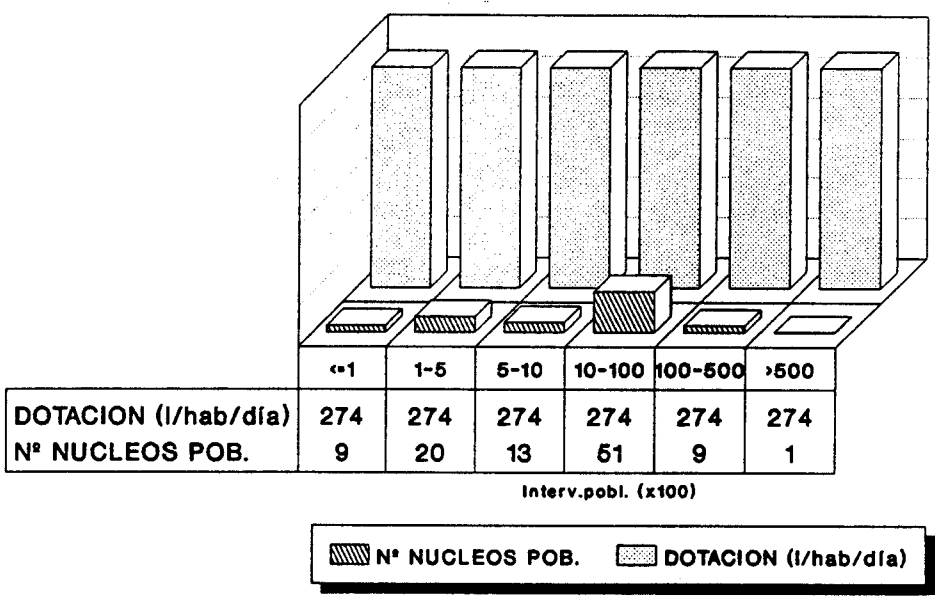 <=1 1-5 5-10 10-100 100-500 >500
DOTACION (l/hab/día) 274 274 274 274 274 274
Nº NUCLEOS POB. 9 20 13 51 9 1
Interv.pobl. (x100)
Nº NUCLEOS POB. DOTACION (l/hab/día)